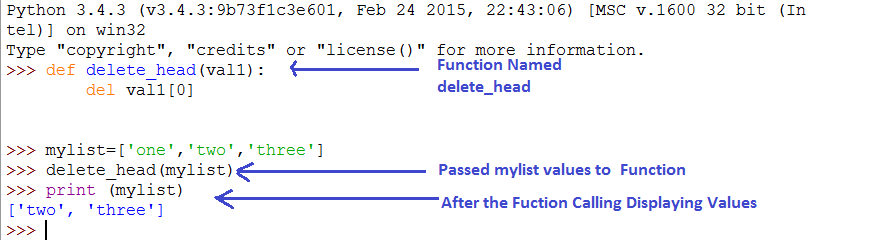 Python 3.4.3 (v3.4.3:9b73f1c3e601, Feb 24 2015, 22:43:06) [MSC v.1600 32 bit (In
tel)] on win32
Type "copyright", "credits" or "license()" for more information.
>>> def delete_head(val1):
Function Named
delete_head
del val1[0]
>>> mylist=['one','two','three']
>>> delete_head(mylist)
Passed mylist values to Function
>>> print (mylist)
['two', 'three']
After the Fuction Calling Displaying Values
>>>